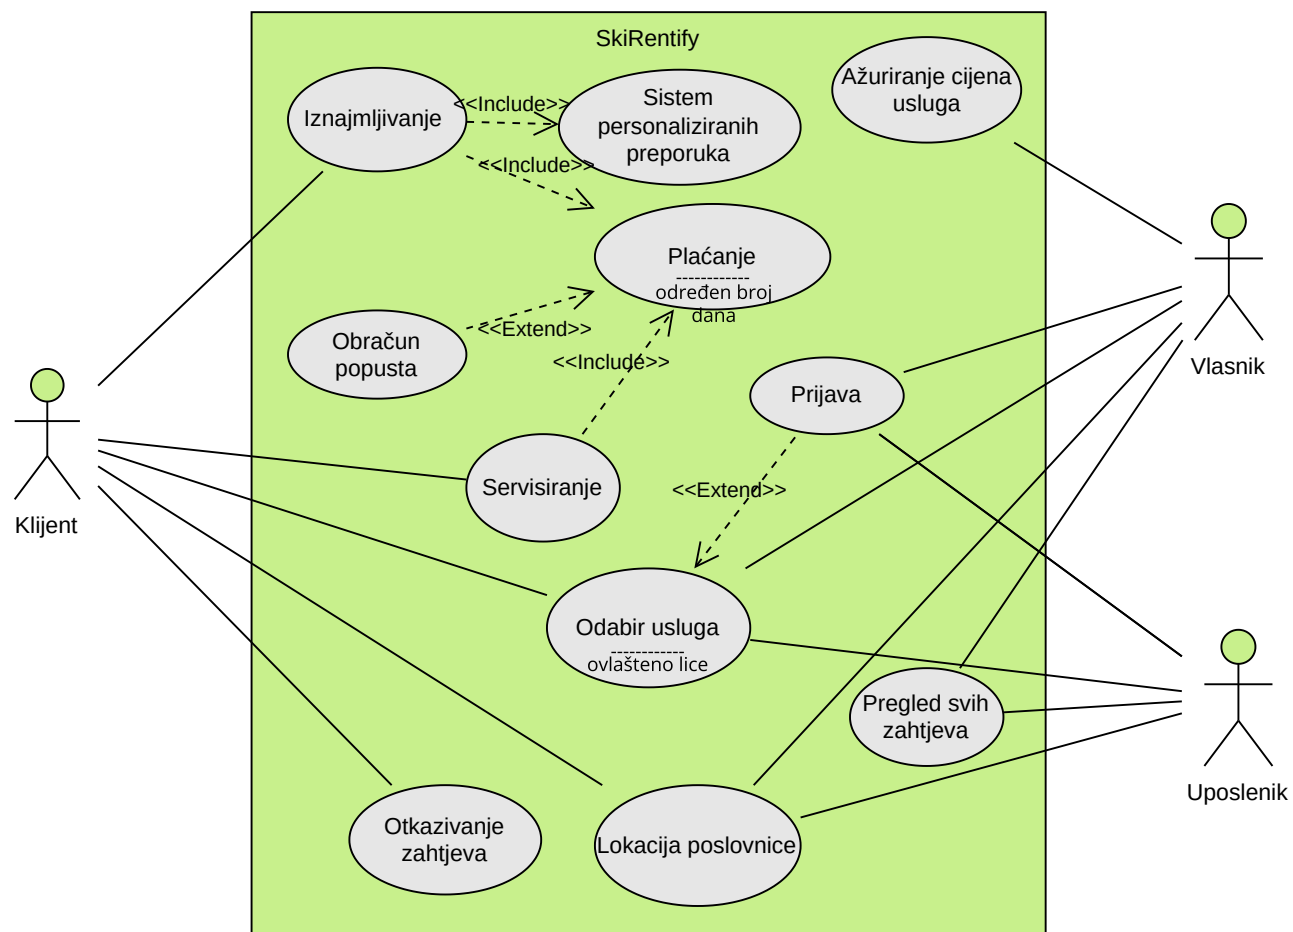 SkiRentify
Iznajmljivanje
<<Include>>
Sistem
personaliziranih
preporuka
Ažuriranje cijena
usluga
<<Include>>
Plaćanje
------------
određen broj
dana
<<Extend>>
Obračun
popusta
<<Include>>
Prijava
Vlasnik
Servisiranje
<<Extend>>
Klijent
Odabir usluga
------------
ovlašteno lice
Pregled svih
zahtjeva
Uposlenik
Otkazivanje
zahtjeva
Lokacija poslovnice